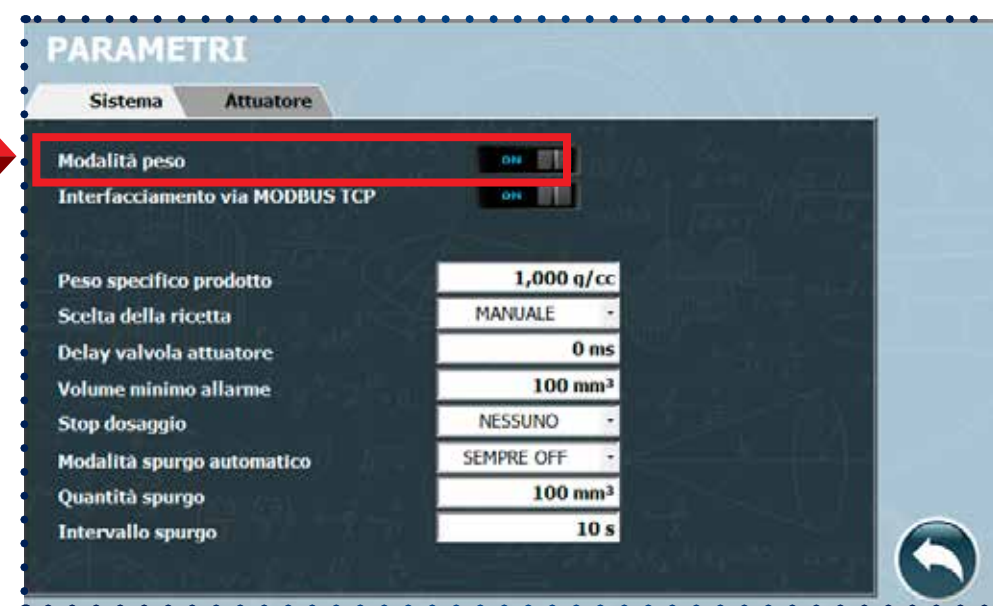 PARAMETRI
Sistema Attuatore
Modalità peso ON
Interfacciamento via MODBUS TCP ON
Peso specifico prodotto 1,000 g/cc
Scelta della ricetta MANUALE
Delay valvola attuatore 0 ms
Volume minimo allarme 100 mm³
Stop dosaggio NESSUNO
Modalità spurgo automatico SEMPRE OFF
Quantità spurgo 100 mm³
Intervallo spurgo 10 s